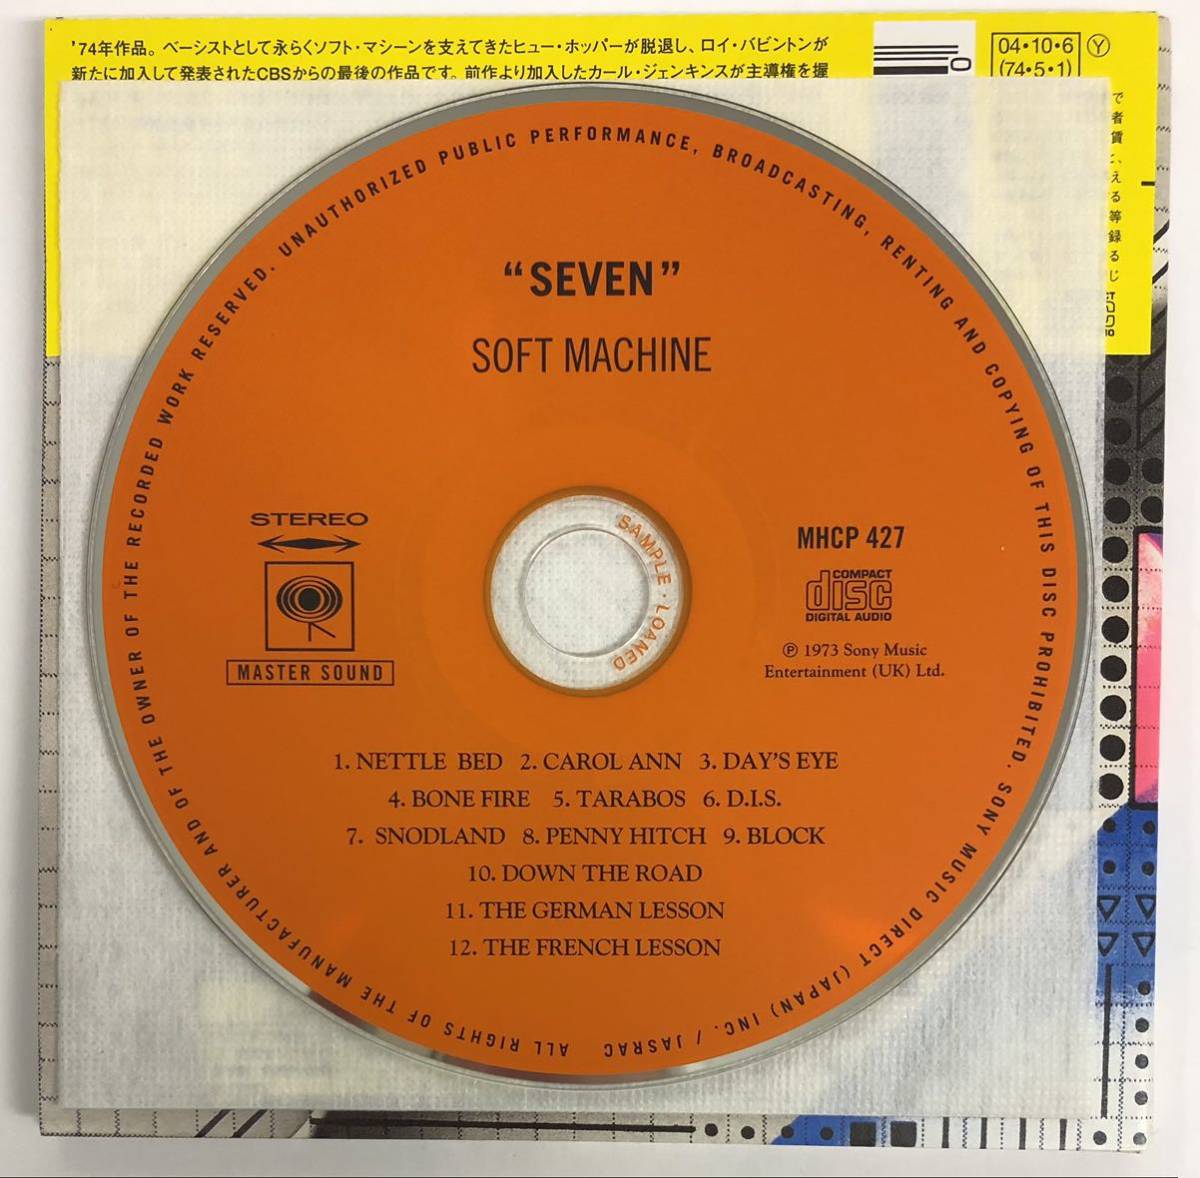 '74年作品。ベーシストとして永らくソフト・マシーンを支えてきたヒュー・ホッパーが脱退し、ロイ・バビントンが
新たに加入して発表されたCBSからの最後の作品です。前作より加入したカール・ジェンキンスが主導権を握
04・10・6
(74・5・1)
Y
"SEVEN"
SOFT MACHINE
STEREO
MASTER SOUND
SAMPLE・LOANED
MHCP 427
COMPACT
disc
DIGITAL AUDIO
℗ 1973 Sony Music
Entertainment (UK) Ltd.
1. NETTLE BED 2. CAROL ANN 3. DAY'S EYE
4. BONE FIRE 5. TARABOS 6. D.I.S.
7. SNODLAND 8. PENNY HITCH 9. BLOCK
10. DOWN THE ROAD
11. THE GERMAN LESSON
12. THE FRENCH LESSON
ALL RIGHTS OF THE MANUFACTURER AND OF THE OWNER OF THE RECORDED WORK RESERVED. UNAUTHORIZED PUBLIC PERFORMANCE, BROADCASTING, RENTING AND COPYING OF THIS DISC PROHIBITED. SONY MUSIC DIRECT (JAPAN) INC. / JASRAC